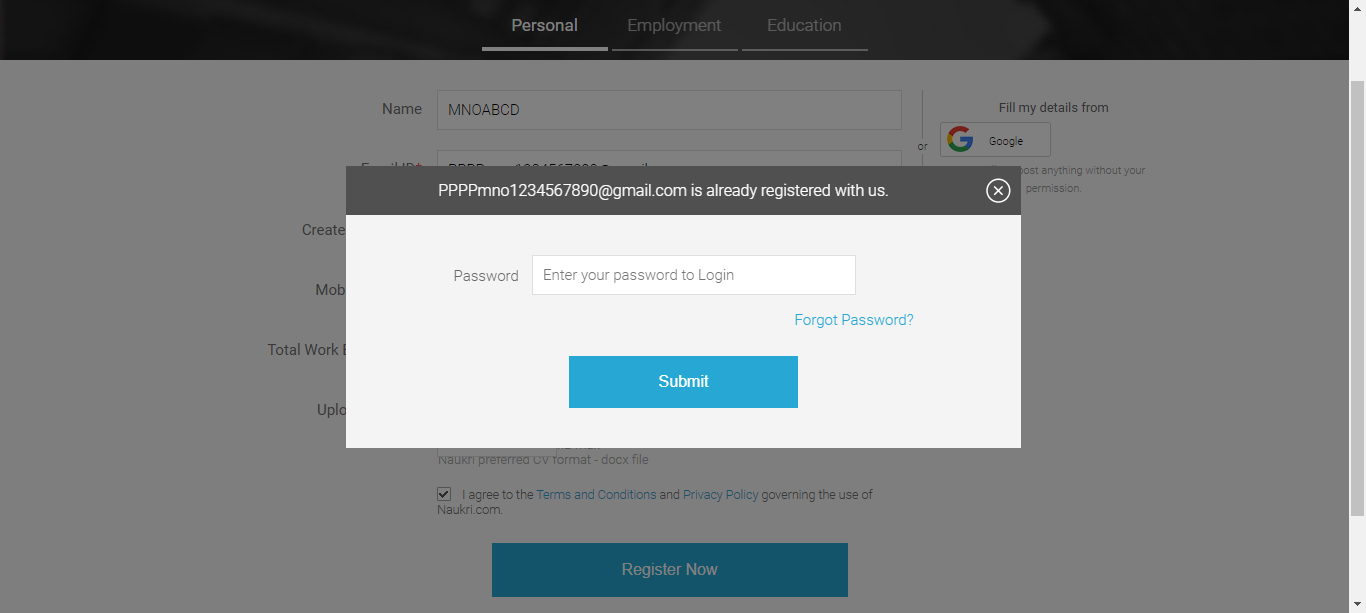 Personal Employment Education
Name MNOABCD
Fill my details from
or
Google
post anything without your
permission.
PPPPmno1234567890@gmail.com is already registered with us.
Create
Password Enter your password to Login
Mob
Forgot Password?
Total Work
Submit
Uplo
Naukri preferred CV format - docx file
I agree to the Terms and Conditions and Privacy Policy governing the use of
Naukri.com.
Register Now